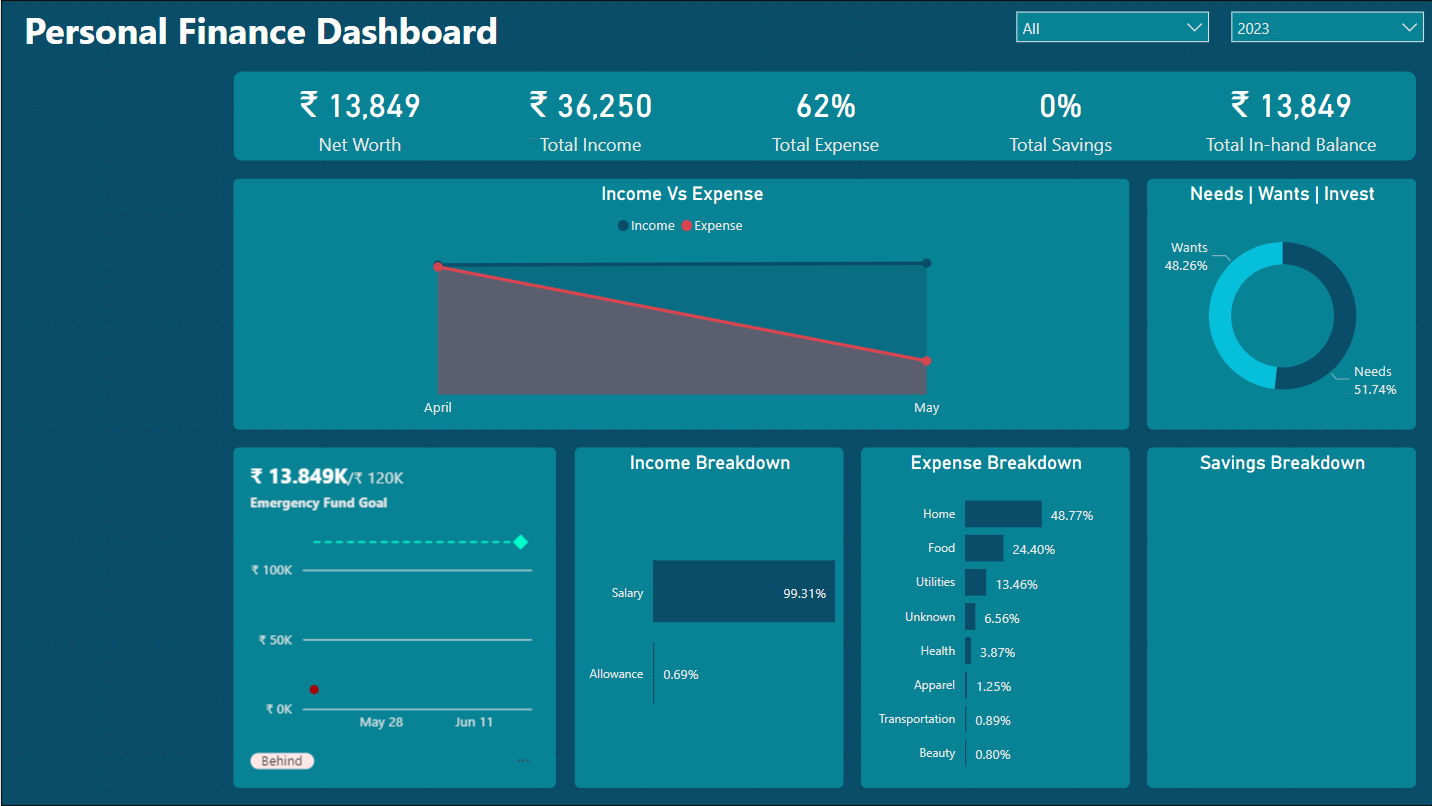 Personal Finance Dashboard
All
2023
₹ 13,849
Net Worth
₹ 36,250
Total Income
62%
Total Expense
0%
Total Savings
₹ 13,849
Total In-hand Balance
Income Vs Expense
Income Expense
April May
Needs | Wants | Invest
Wants
48.26%
Needs
51.74%
₹ 13.849K/₹ 120K
Emergency Fund Goal
₹ 100K
₹ 50K
₹ 0K
May 28 Jun 11
Behind
...
Income Breakdown
Salary 99.31%
Allowance 0.69%
Expense Breakdown
Home 48.77%
Food 24.40%
Utilities 13.46%
Unknown 6.56%
Health 3.87%
Apparel 1.25%
Transportation 0.89%
Beauty 0.80%
Savings Breakdown